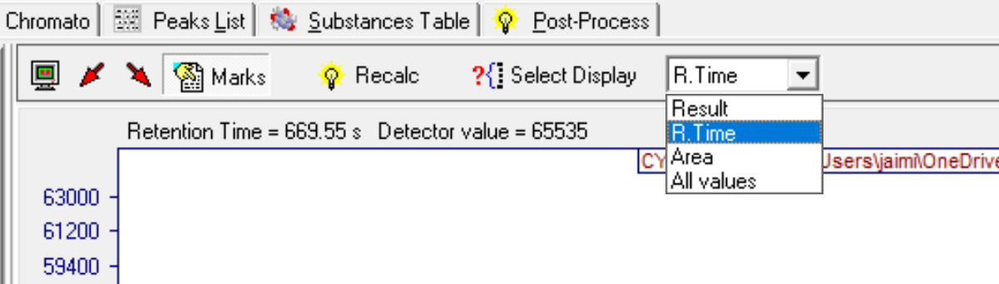 Chromato Peaks List Substances Table Post-Process
Marks Recalc ?{ Select Display R.Time
Result
R.Time
Area
All values
Retention Time = 669.55 s Detector value = 65535
CY Users\jaimi\OneDrive
63000
61200
59400